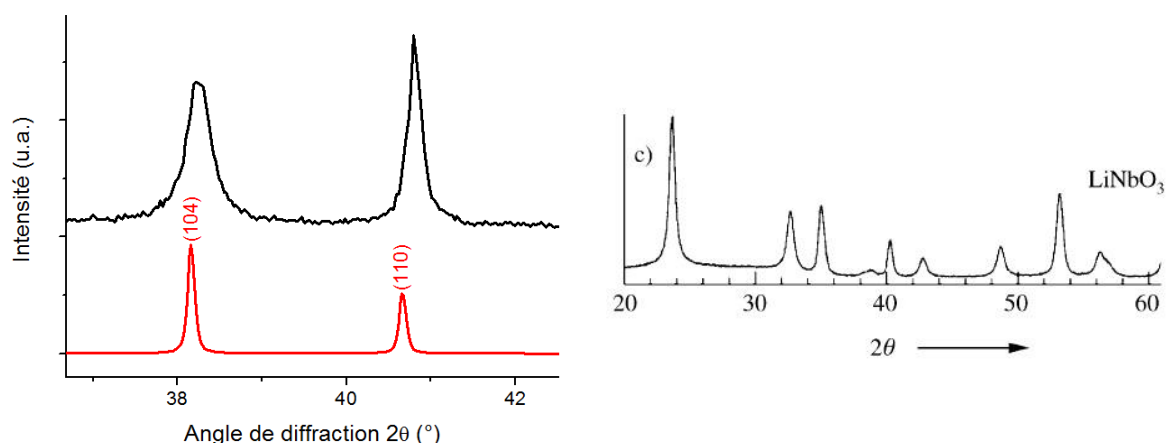 Intensité (u.a.)
(104)
(110)
38
40
42
Angle de diffraction 2θ (°)
c)
LiNbO₃
20
30
40
50
60
2θ